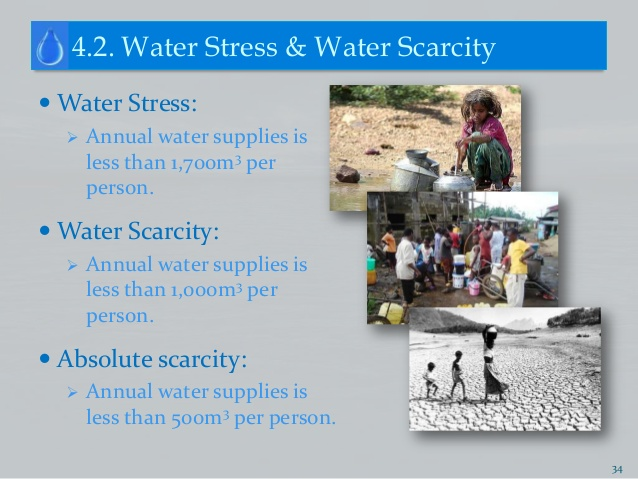 4.2. Water Stress & Water Scarcity
• Water Stress:
➢ Annual water supplies is
less than 1,700m³ per
person.
• Water Scarcity:
➢ Annual water supplies is
less than 1,000m³ per
person.
• Absolute scarcity:
➢ Annual water supplies is
less than 500m³ per person.
34